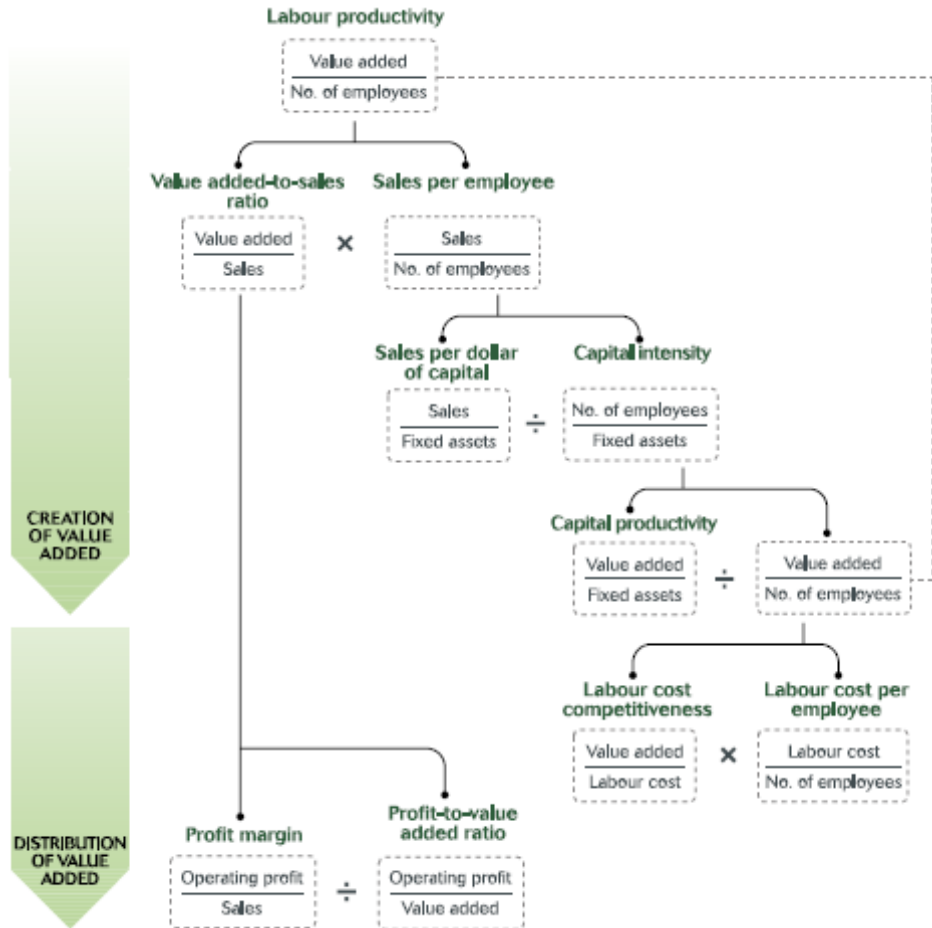 Labour productivity
Value added
No. of employees
Value added-to-sales
ratio
Sales per employee
Value added
Sales
×
Sales
No. of employees
Sales per dollar
of capital
Capital intensity
Sales
Fixed assets
÷
No. of employees
Fixed assets
CREATION
OF VALUE
ADDED
Capital productivity
Value added
Fixed assets
÷
Value added
No. of employees
Labour cost
competitiveness
Labour cost per
employee
Value added
Labour cost
×
Labour cost
No. of employees
DISTRIBUTION
OF VALUE
ADDED
Profit margin
Profit-to-value
added ratio
Operating profit
Sales
÷
Operating profit
Value added